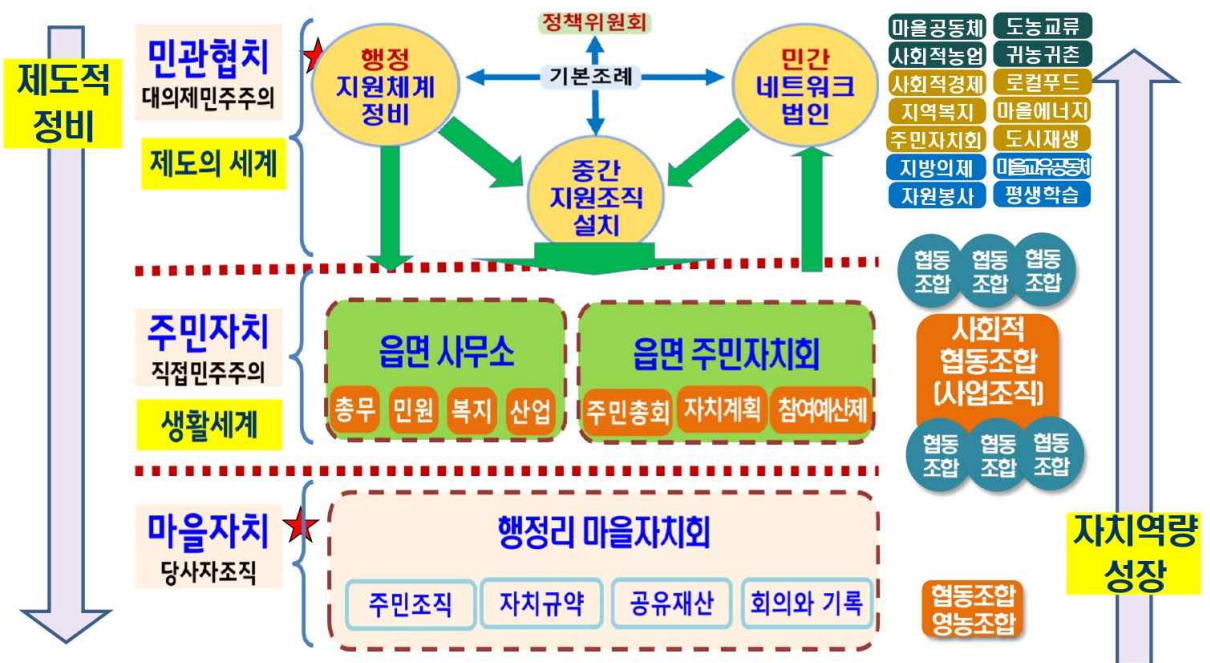 제도적
정비
민관협치
대의제민주주의
제도의 세계
정책위원회
기본조례
행정
지원체계
정비
민간
네트워크
법인
중간
지원조직
설치
마을공동체
도농교류
사회적농업
귀농귀촌
사회적경제
로컬푸드
지역복지
마을에너지
주민자치회
도시재생
지방의제
마을교육공동체
자원봉사
평생학습
주민자치
직접민주주의
생활세계
읍면 사무소
총무
민원
복지
산업
읍면 주민자치회
주민총회
자치계획
참여예산제
협동
조합
협동
조합
협동
조합
사회적
협동조합
(사업조직)
협동
조합
협동
조합
협동
조합
마을자치
당사자조직
행정리 마을자치회
주민조직
자치규약
공유재산
회의와 기록
협동조합
영농조합
자치역량
성장